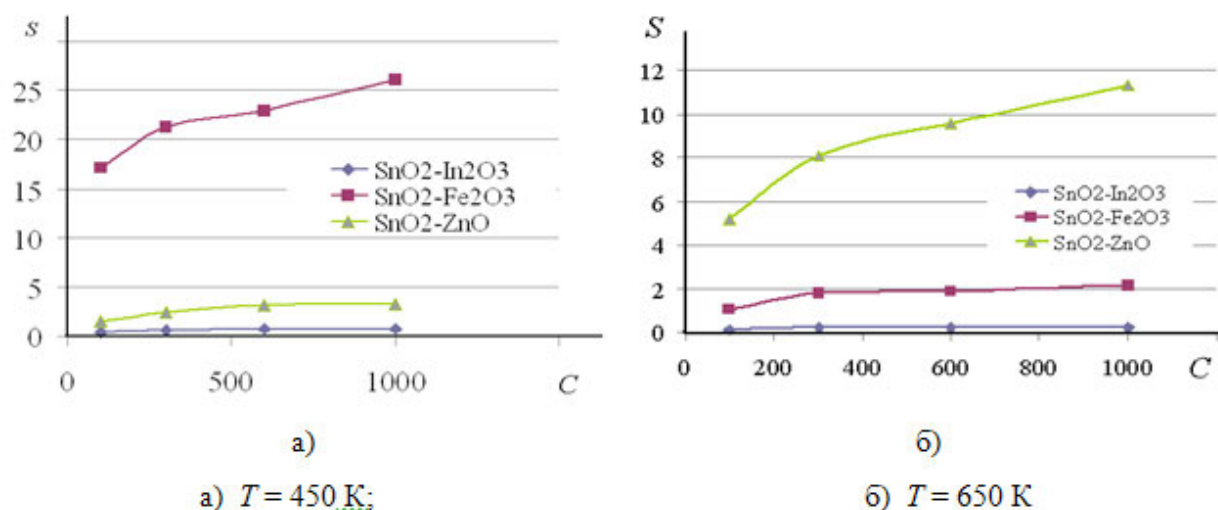 S
25
20
15
10
5
0
0 500 1000 C
SnO2-In2O3
SnO2-Fe2O3
SnO2-ZnO
S
12
10
8
6
4
2
0
0 200 400 600 800 1000 C
SnO2-In2O3
SnO2-Fe2O3
SnO2-ZnO
а) б)
а) T = 450 К; б) T = 650 К